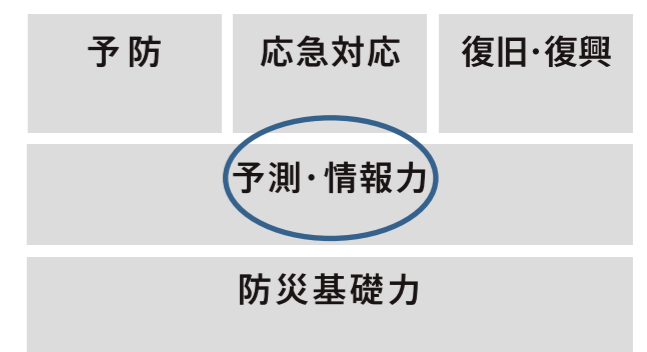 予防
応急対応
復旧・復興
予測・情報力
防災基礎力